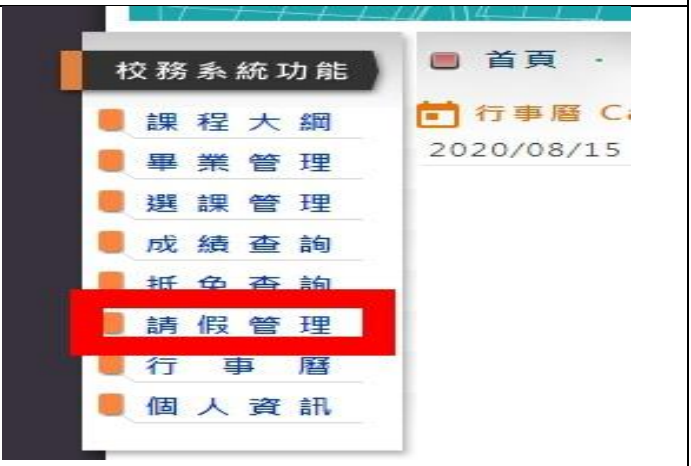 校務系統功能
課程大綱
畢業管理
選課管理
成績查詢
抵免查詢
請假管理
行事曆
個人資訊
首頁 ·
行事曆 Ca
2020/08/15